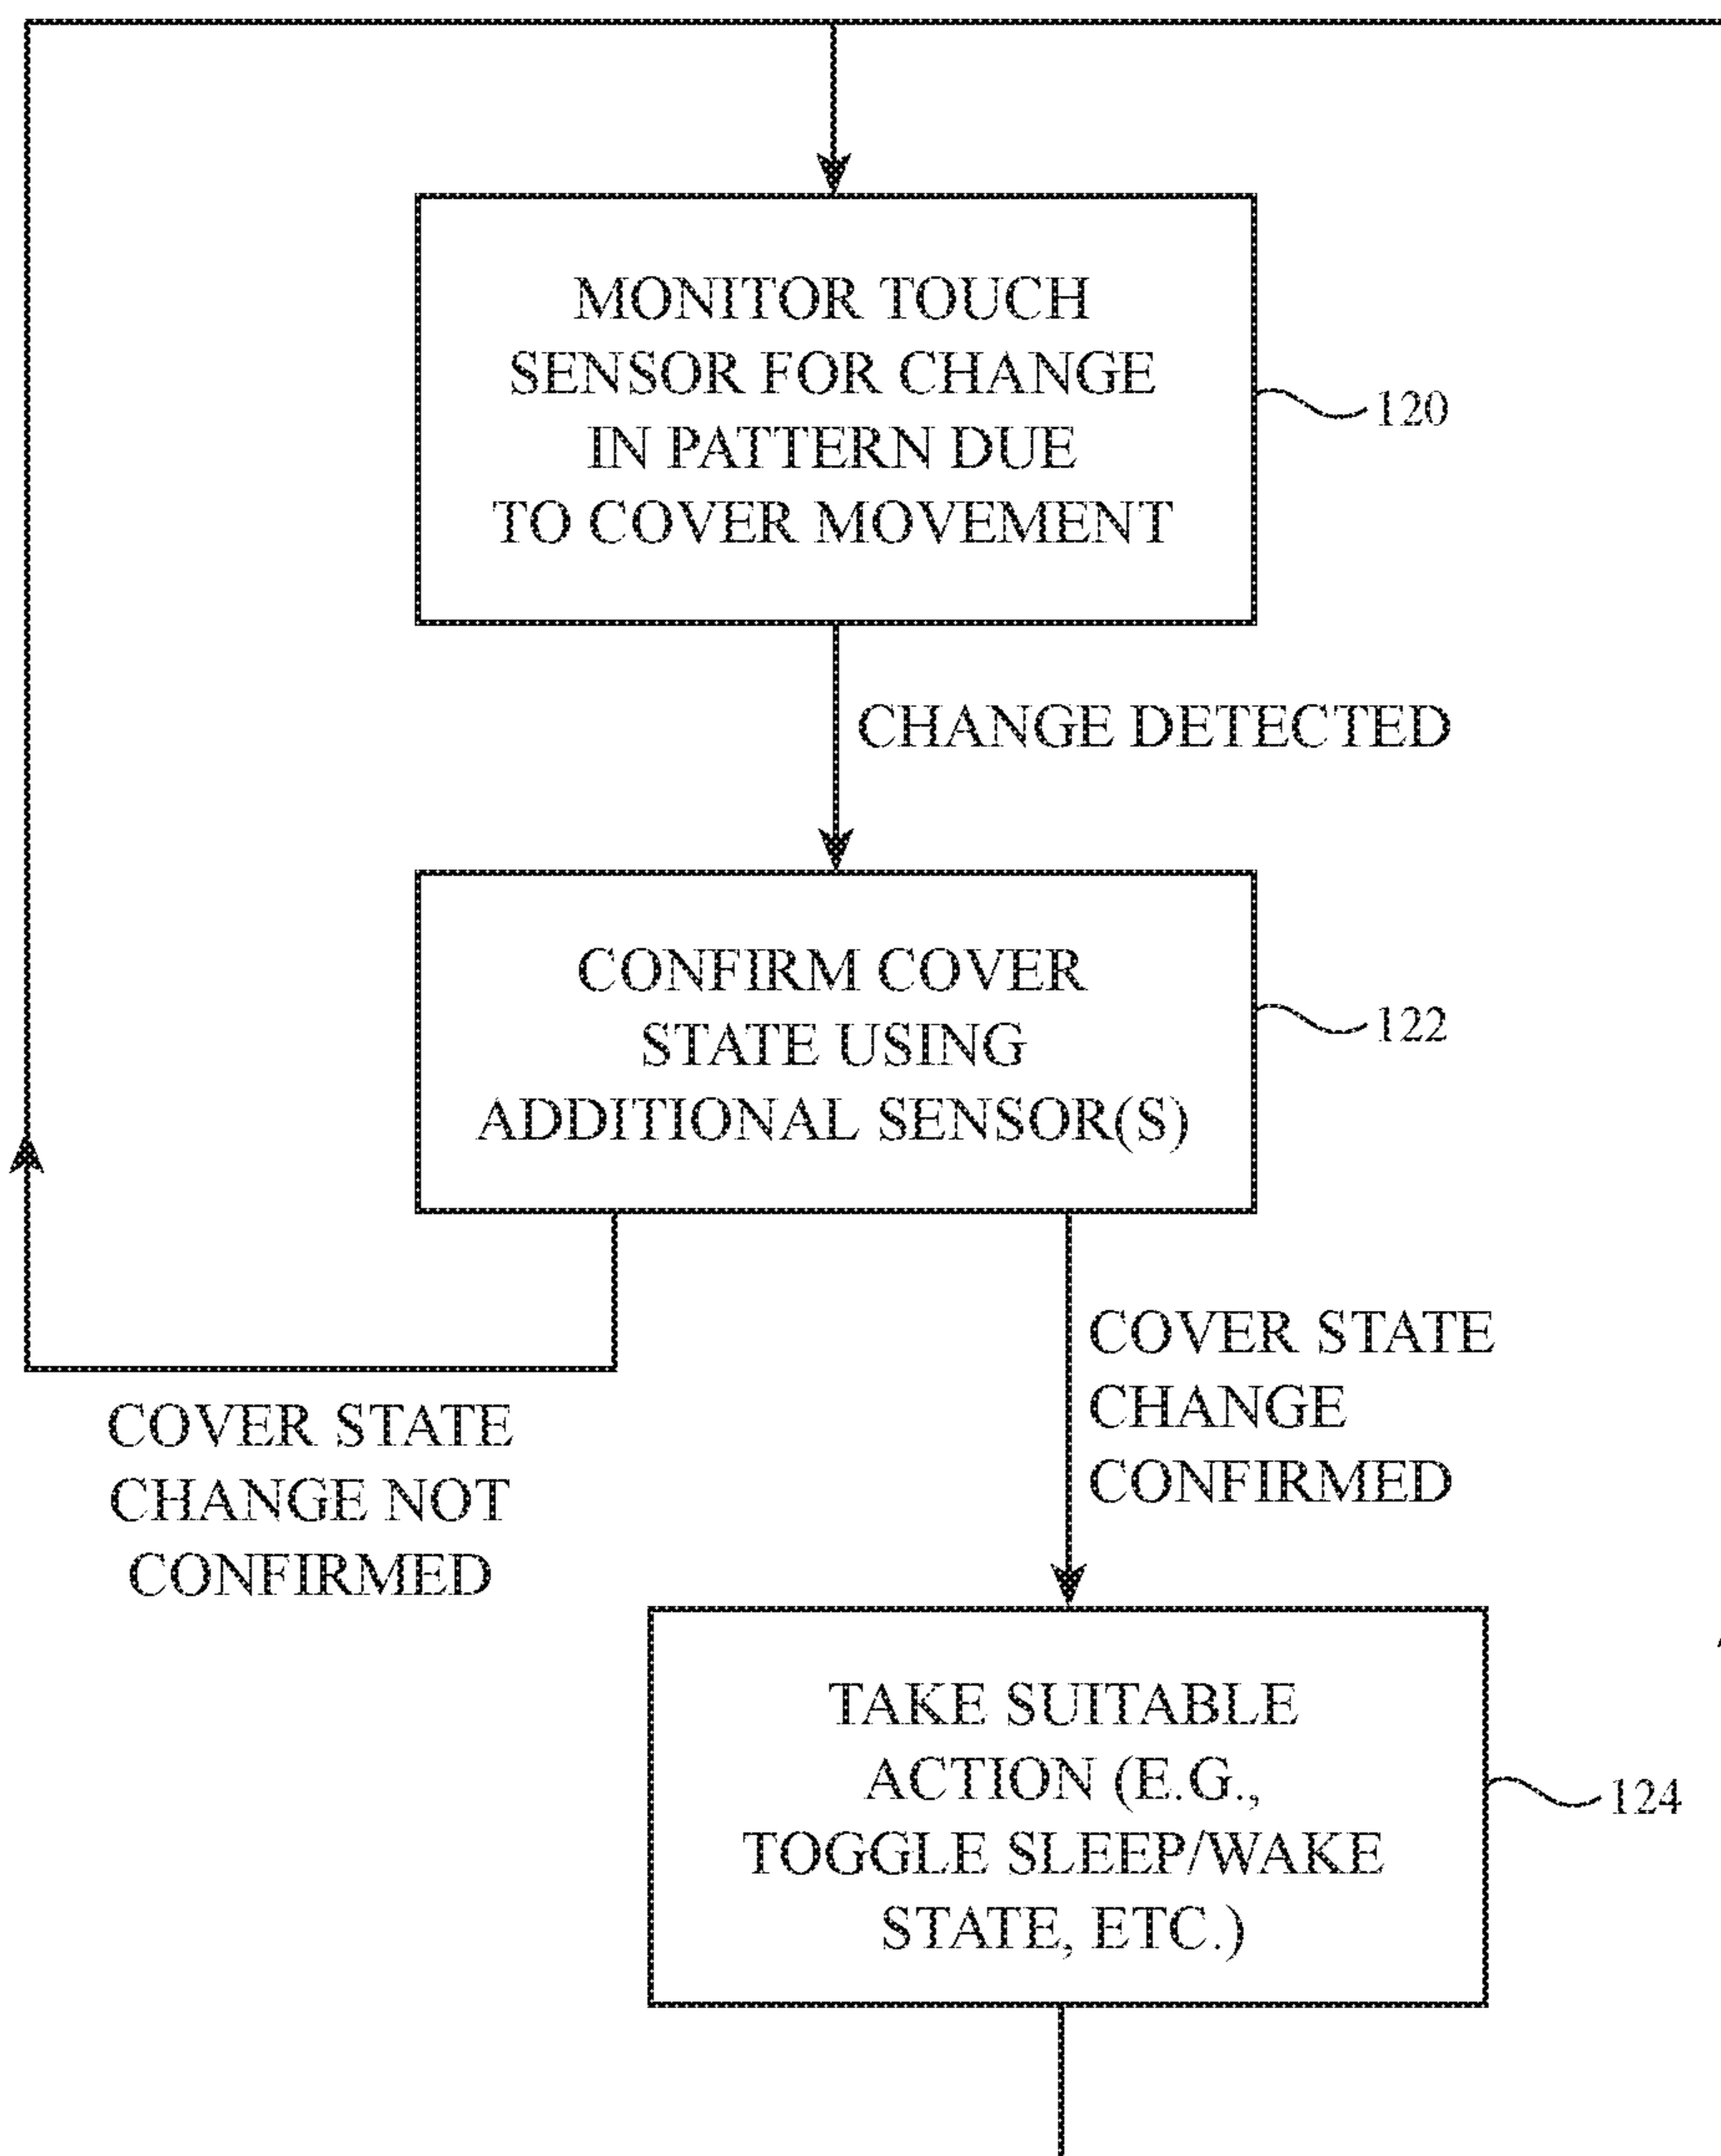 MONITOR TOUCH
SENSOR FOR CHANGE
IN PATTERN DUE
TO COVER MOVEMENT
120
CHANGE DETECTED
CONFIRM COVER
STATE USING
ADDITIONAL SENSOR(S)
122
COVER STATE
CHANGE
CONFIRMED
COVER STATE
CHANGE NOT
CONFIRMED
TAKE SUITABLE
ACTION (E.G.,
TOGGLE SLEEP/WAKE
STATE, ETC.)
124